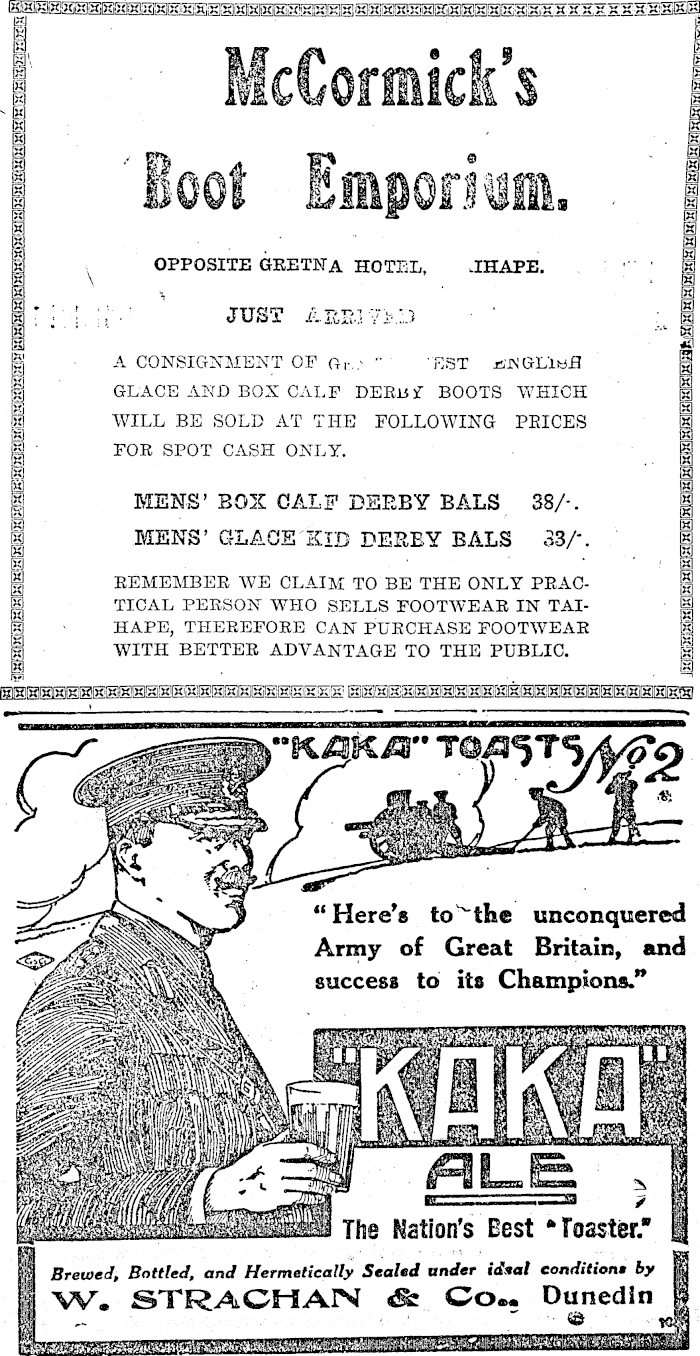 McCormick's
Boot Emporium.
OPPOSITE GRETNA HOTEL, IHAPE.
JUST ARRIVED
A CONSIGNMENT OF ENGLISH
GLACE AND BOX CALF DERBY BOOTS WHICH
WILL BE SOLD AT THE FOLLOWING PRICES
FOR SPOT CASH ONLY.
MENS' BOX CALF DERBY BALS 38/-.
MENS' GLACE KID DERBY BALS 33/-.
REMEMBER WE CLAIM TO BE THE ONLY PRAC-
TICAL PERSON WHO SELLS FOOTWEAR IN TAI-
HAPE, THEREFORE CAN PURCHASE FOOTWEAR
WITH BETTER ADVANTAGE TO THE PUBLIC.
"KAKA" TOASTS No 2
"Here's to the unconquered
Army of Great Britain, and
success to its Champions."
"KAKA"
ALE
The Nation's Best "Toaster."
Brewed, Bottled, and Hermetically Sealed under ideal conditions by
W. STRACHAN & Co., Dunedin